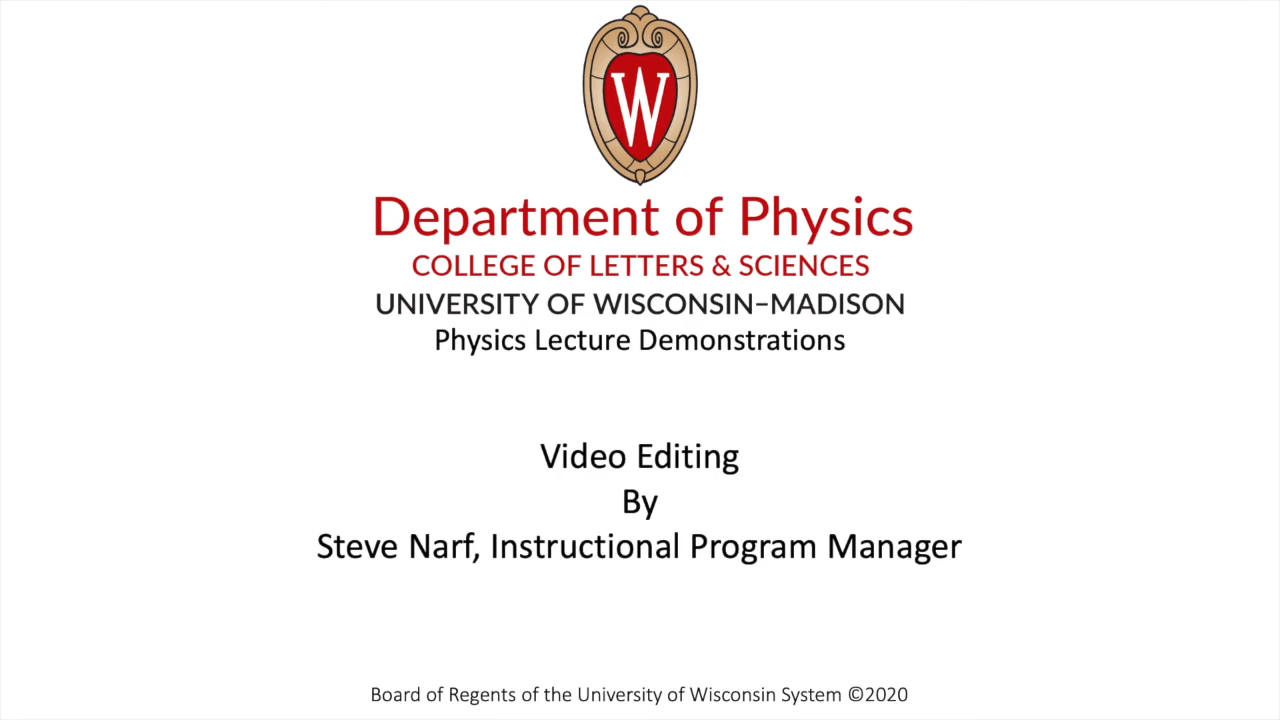 W
Department of Physics
COLLEGE OF LETTERS & SCIENCES
UNIVERSITY OF WISCONSIN–MADISON
Physics Lecture Demonstrations
Video Editing
By
Steve Narf, Instructional Program Manager
Board of Regents of the University of Wisconsin System ©2020